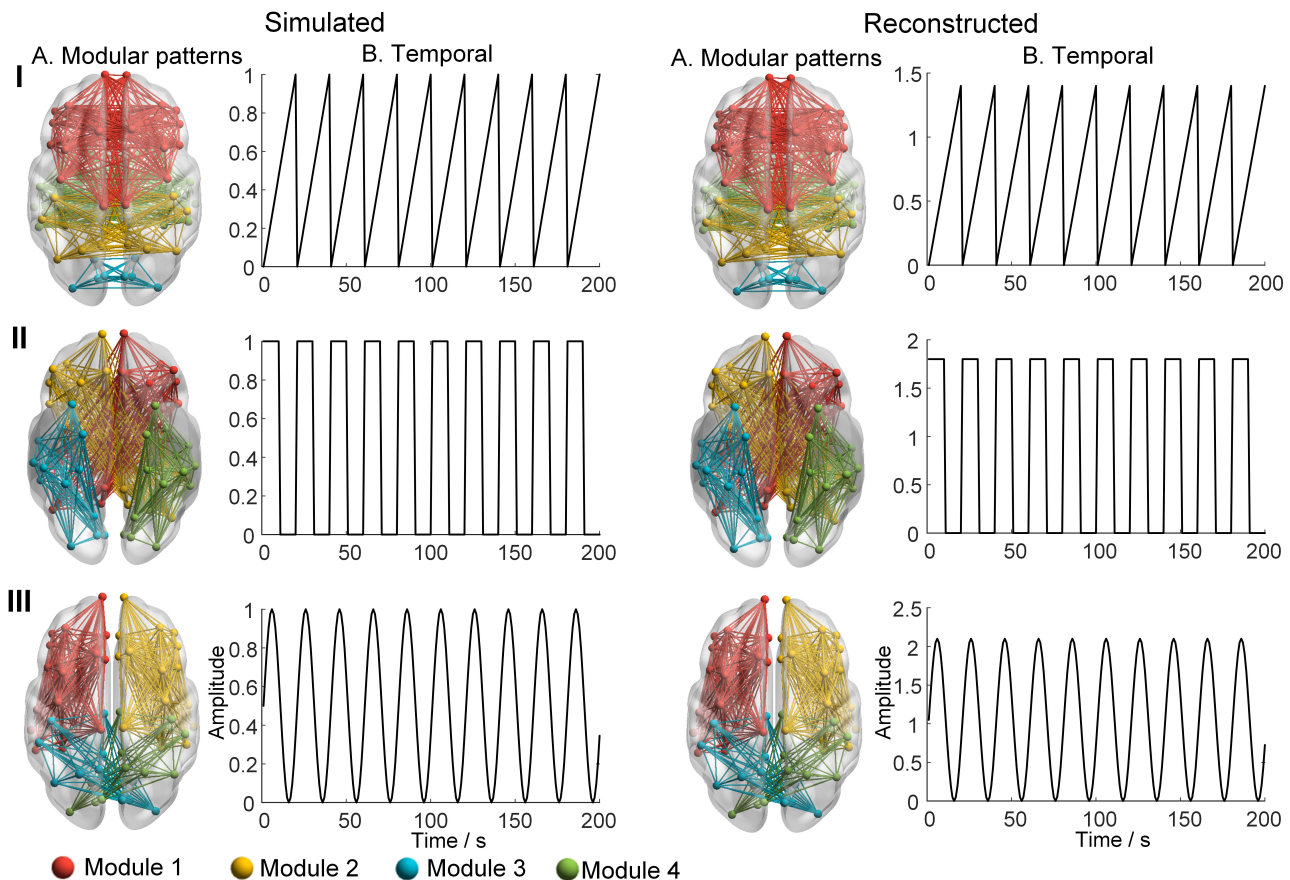 Simulated
Reconstructed
A. Modular patterns
B. Temporal
A. Modular patterns
B. Temporal
I
1
0.8
0.6
0.4
0.2
0
0 50 100 150 200
1.5
1
0.5
0
0 50 100 150 200
II
1
0.8
0.6
0.4
0.2
0
0 50 100 150 200
2
1.5
1
0.5
0
0 50 100 150 200
III
Amplitude
1
0.8
0.6
0.4
0.2
0
0 50 100 150 200
Time / s
Amplitude
2.5
2
1.5
1
0.5
0
0 50 100 150 200
Time / s
Module 1
Module 2
Module 3
Module 4